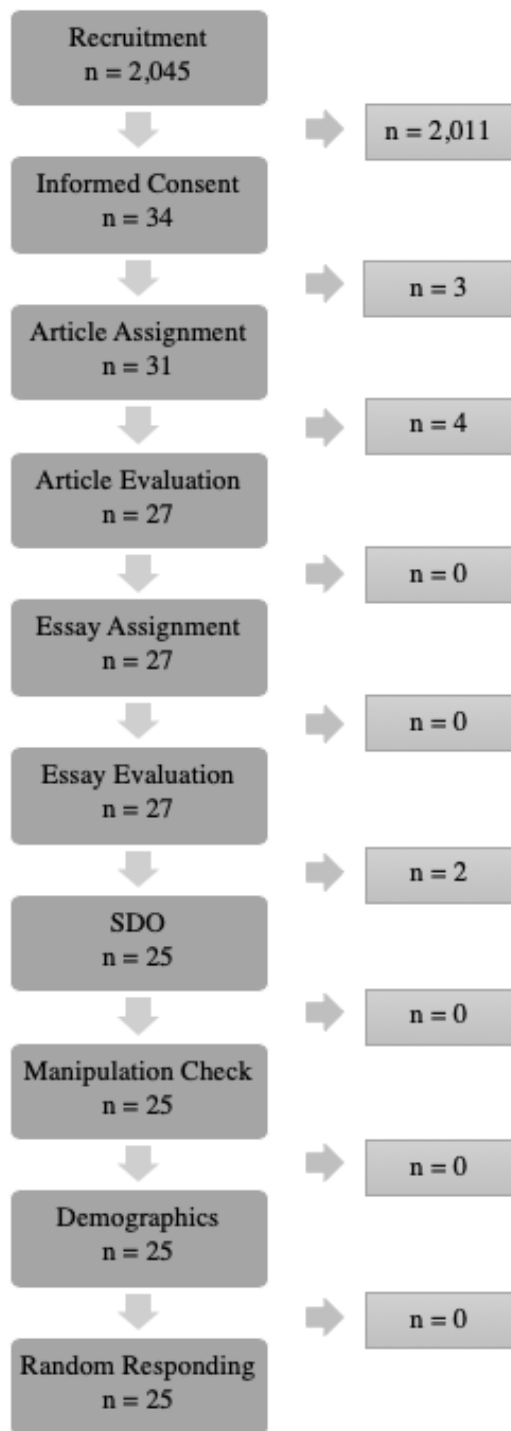 Recruitment
n = 2,045
n = 2,011
Informed Consent
n = 34
n = 3
Article Assignment
n = 31
n = 4
Article Evaluation
n = 27
n = 0
Essay Assignment
n = 27
n = 0
Essay Evaluation
n = 27
n = 2
SDO
n = 25
n = 0
Manipulation Check
n = 25
n = 0
Demographics
n = 25
n = 0
Random Responding
n = 25